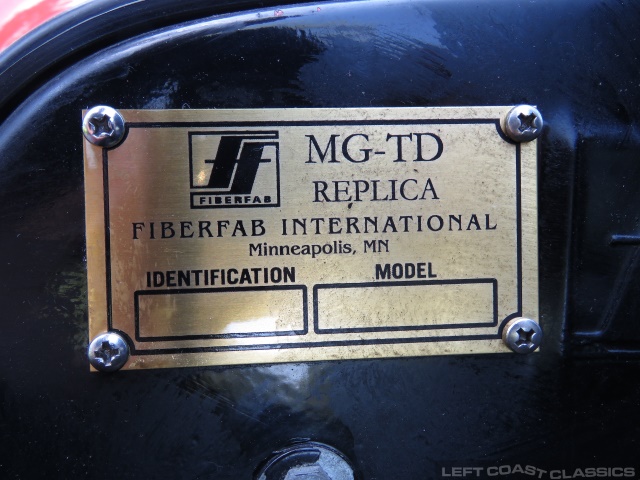 MG-TD
REPLICA
FIBERFAB
FIBERFAB INTERNATIONAL
Minneapolis, MN
IDENTIFICATION MODEL
LEFT COAST CLASSICS